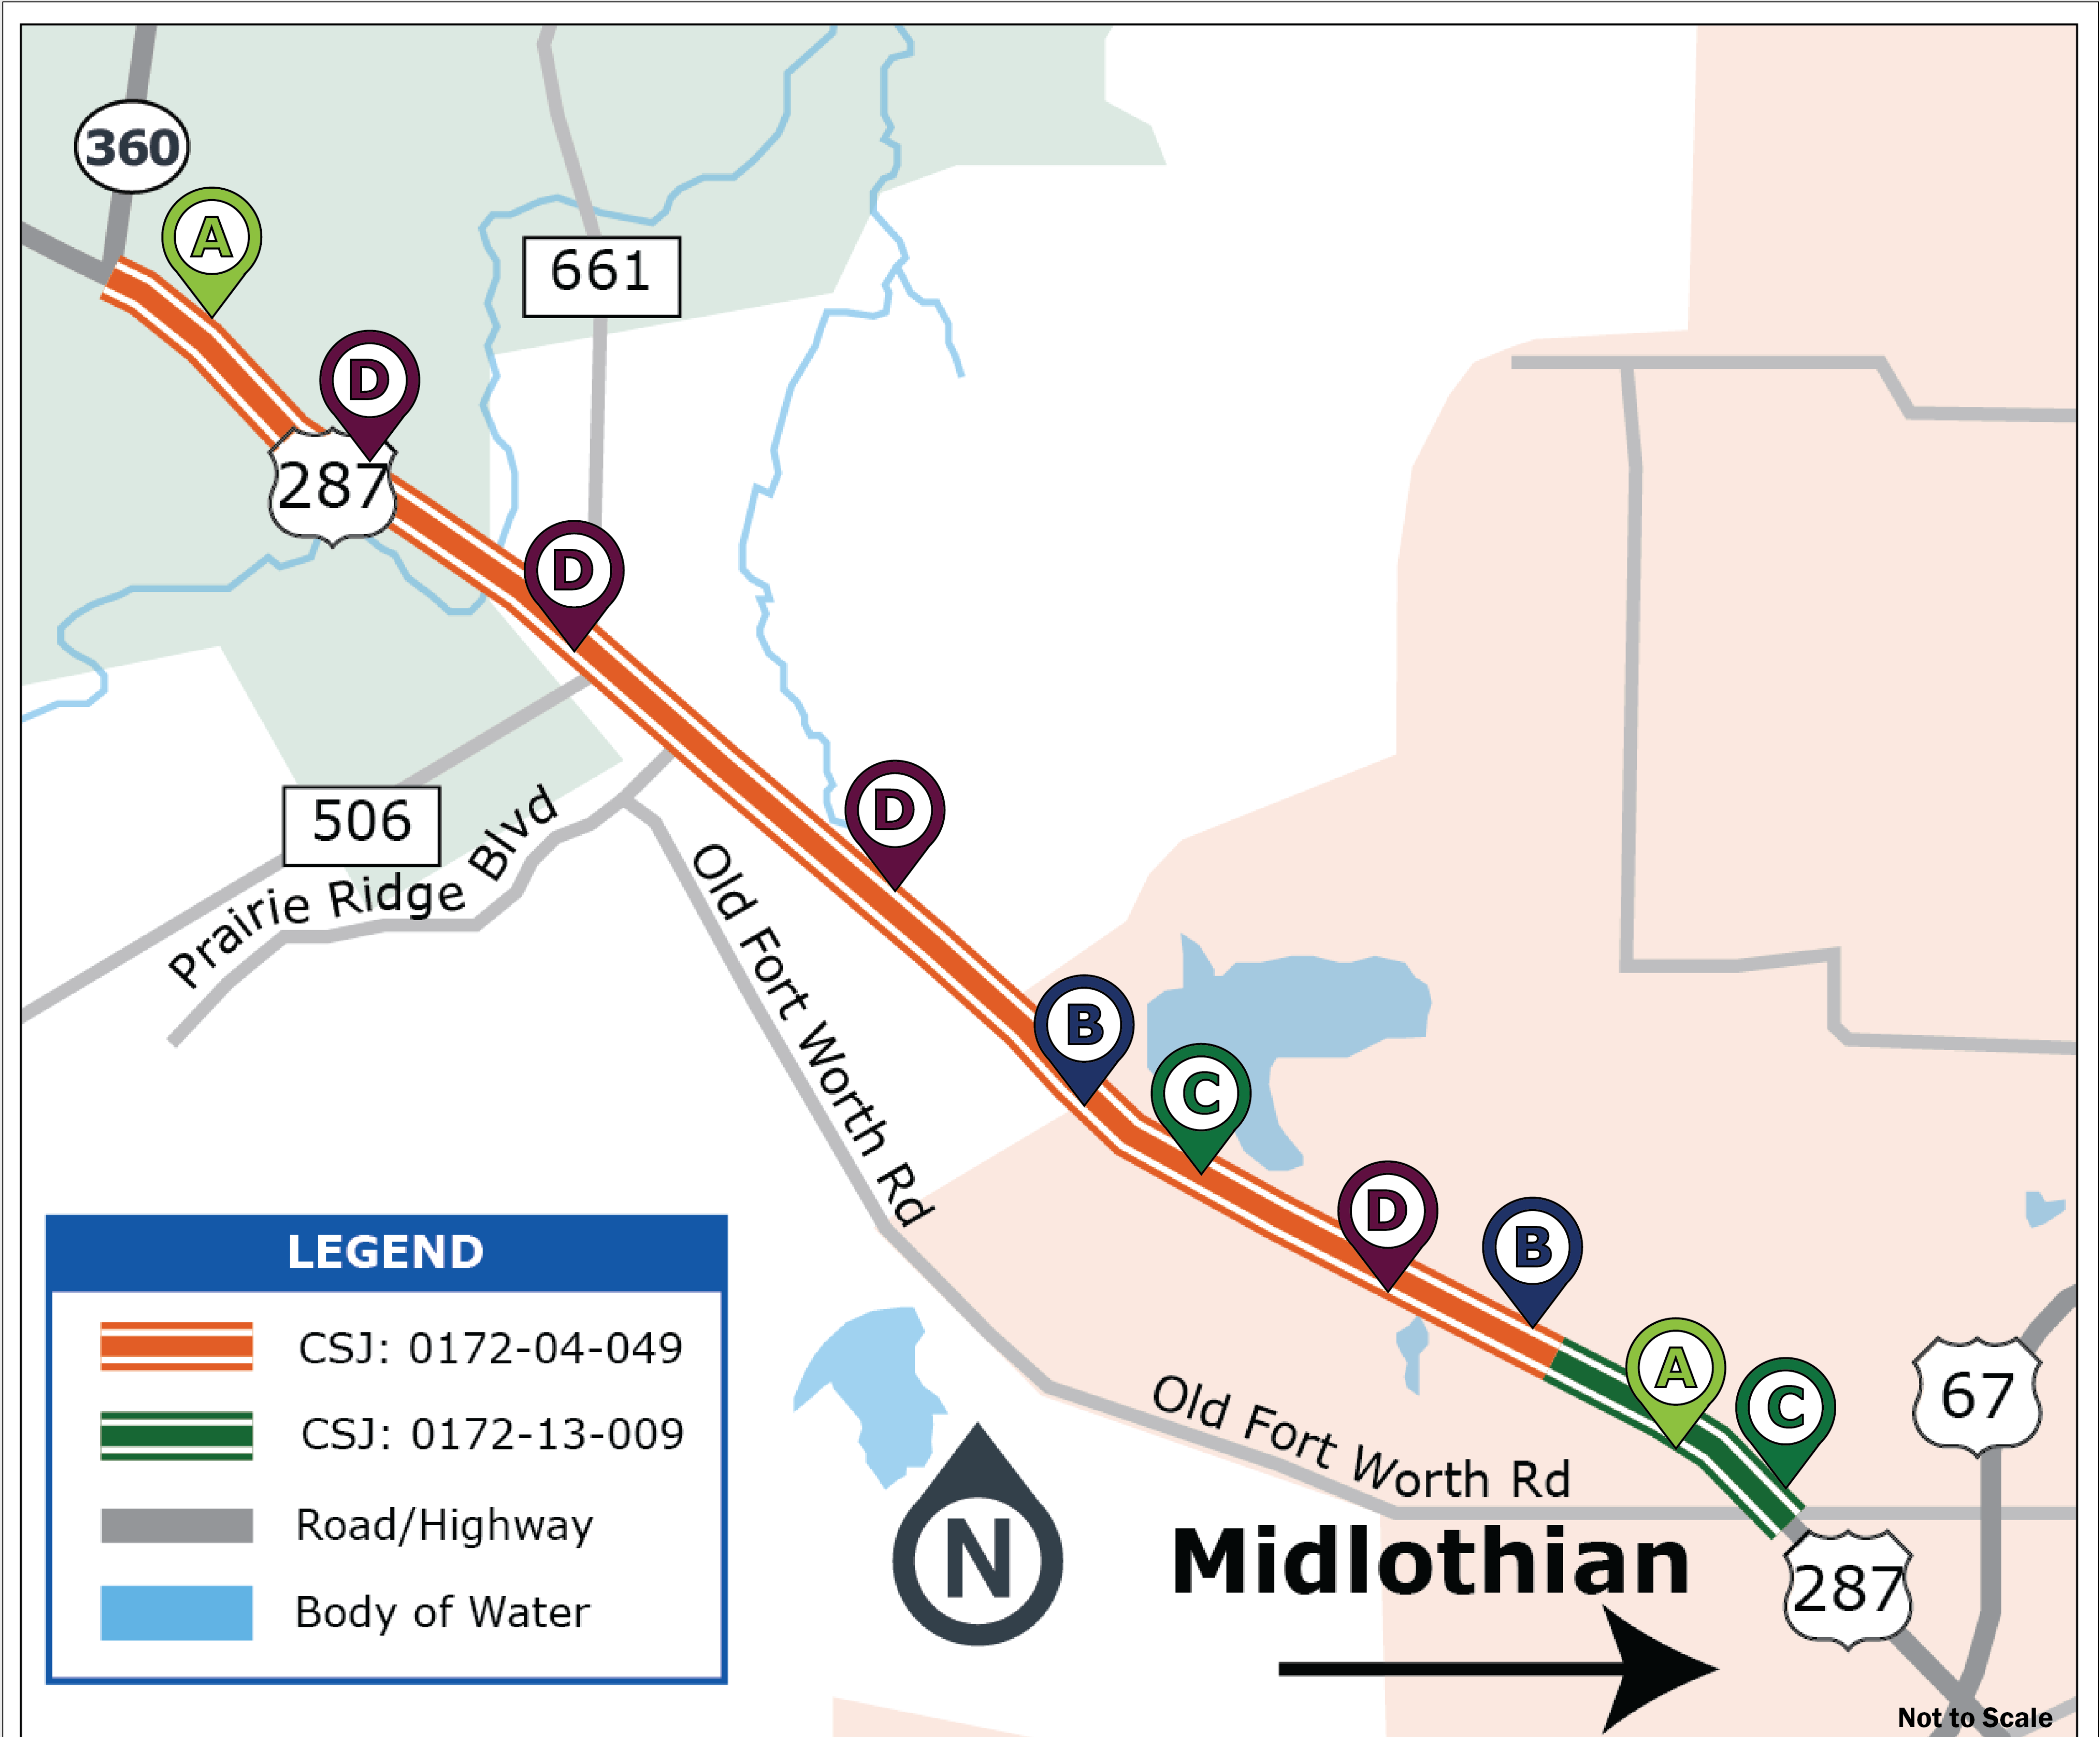 360
A
661
D
287
D
506
Prairie Ridge Blvd
D
Old Fort Worth Rd
B
C
D
B
A
C
67
Old Fort Worth Rd
287
Midlothian
N
LEGEND
CSJ: 0172-04-049
CSJ: 0172-13-009
Road/Highway
Body of Water
Not to Scale